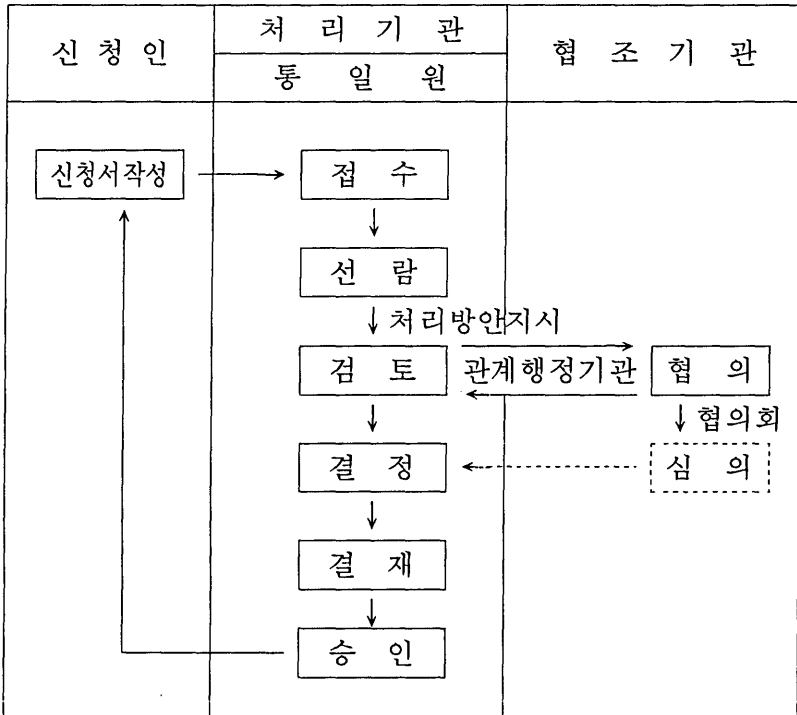 처 리 기 관
신 청 인
협 조 기 관
통 일 원
신청서작성
접 수
선 람
처리방안지시
검 토
관계행정기관
협 의
협의회
결 정
심 의
결 재
승 인